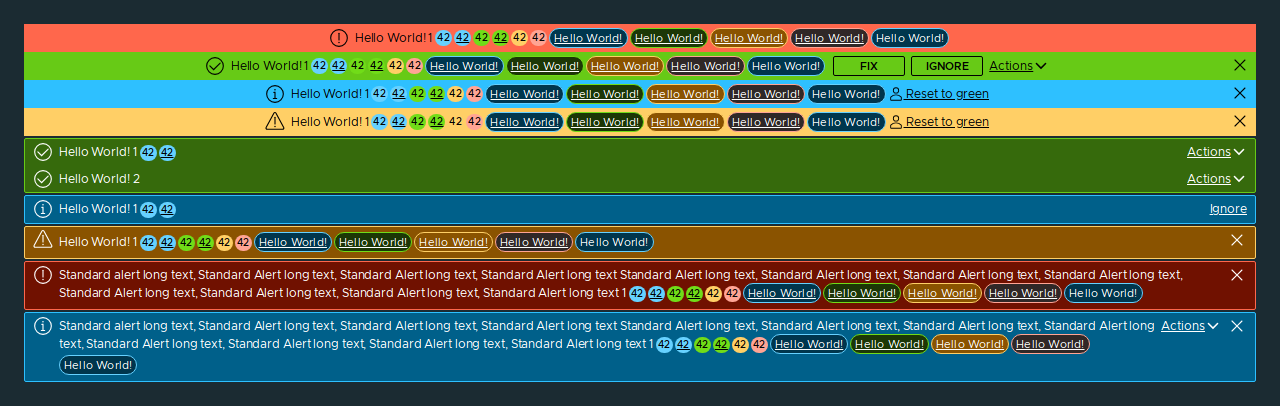 Hello World! 1 42 42 42 42 42 42 Hello World! Hello World! Hello World! Hello World! Hello World!
Hello World! 1 42 42 42 42 42 42 Hello World! Hello World! Hello World! Hello World! Hello World! FIX IGNORE Actions
Hello World! 1 42 42 42 42 42 42 Hello World! Hello World! Hello World! Hello World! Hello World! Reset to green
Hello World! 1 42 42 42 42 42 42 Hello World! Hello World! Hello World! Hello World! Hello World! Reset to green
Hello World! 1 42 42 Actions
Hello World! 2 Actions
Hello World! 1 42 42 Ignore
Hello World! 1 42 42 42 42 42 42 Hello World! Hello World! Hello World! Hello World! Hello World!
Standard alert long text, Standard Alert long text, Standard Alert long text, Standard Alert long text Standard Alert long text, Standard Alert long text, Standard Alert long text, Standard Alert long text,
Standard Alert long text, Standard Alert long text, Standard Alert long text, Standard Alert long text 1 42 42 42 42 42 42 Hello World! Hello World! Hello World! Hello World! Hello World!
Standard alert long text, Standard Alert long text, Standard Alert long text, Standard Alert long text Standard Alert long text, Standard Alert long text, Standard Alert long text, Standard Alert long Actions
text, Standard Alert long text, Standard Alert long text, Standard Alert long text, Standard Alert long text 1 42 42 42 42 42 42 Hello World! Hello World! Hello World! Hello World!
Hello World!